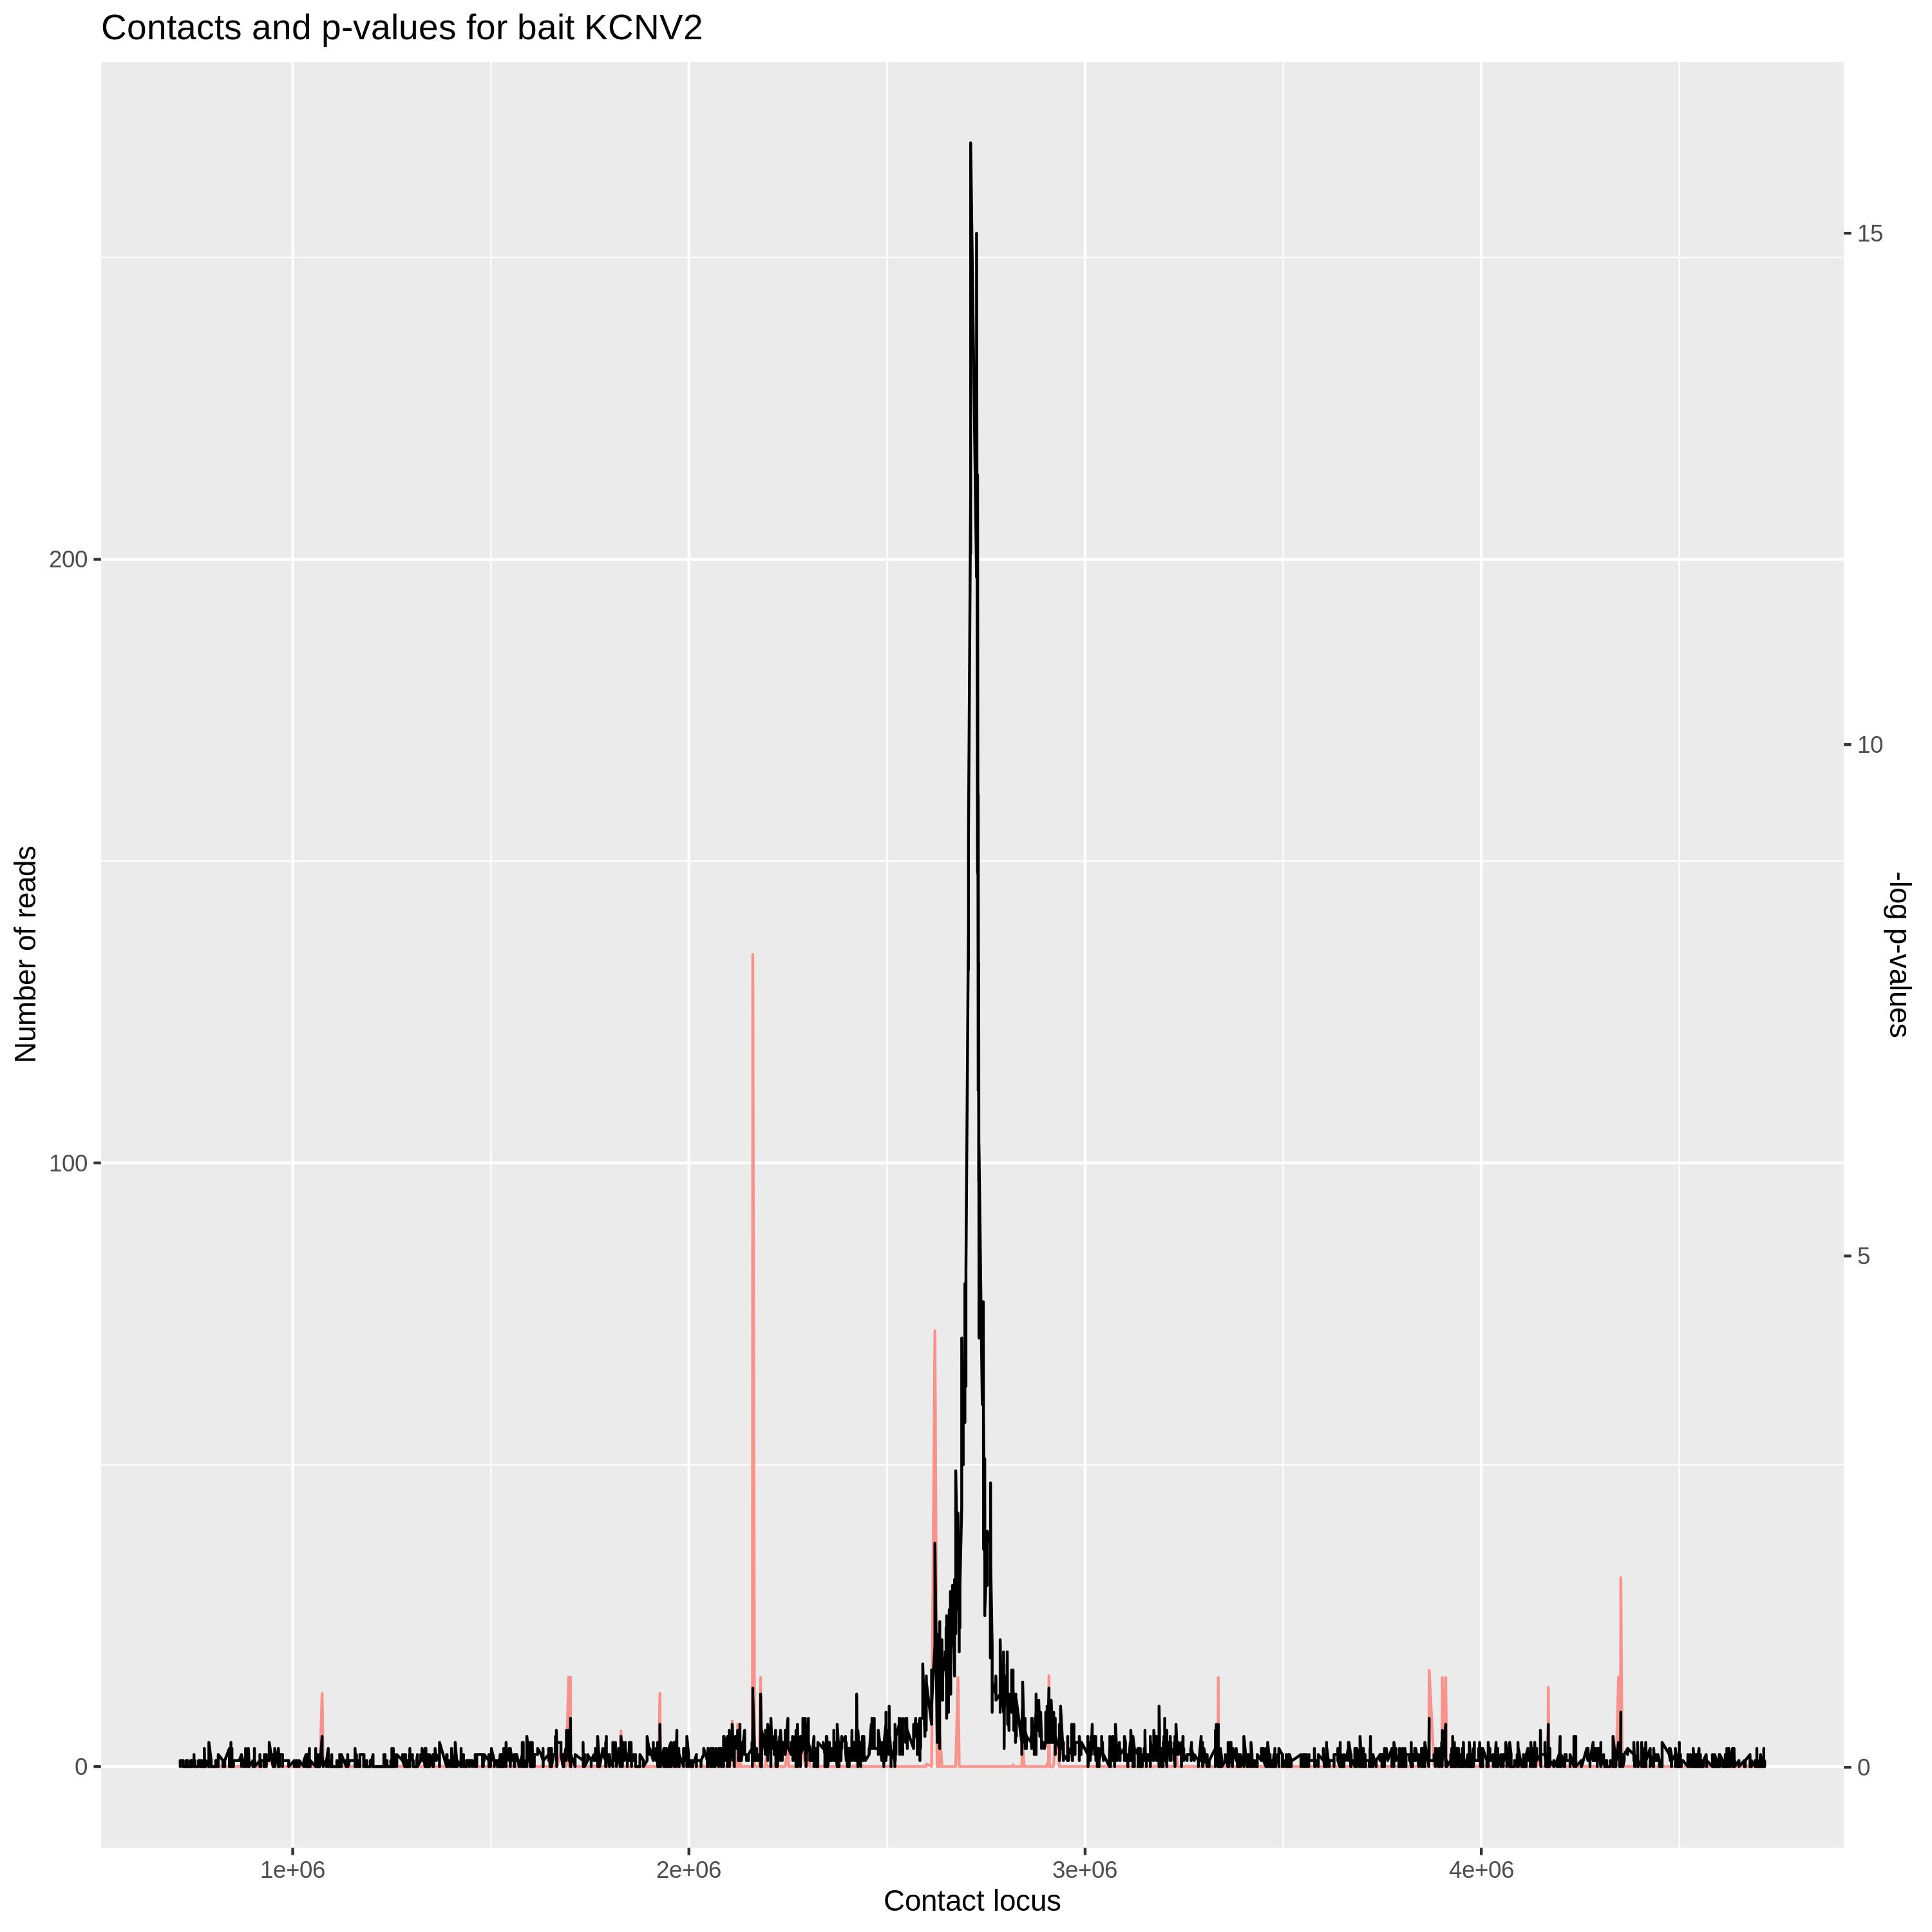 Contacts and p-values for bait KCNV2
15
200
10
Number of reads
-log p-values
100
5
0
0
1e+06
2e+06
3e+06
4e+06
Contact locus